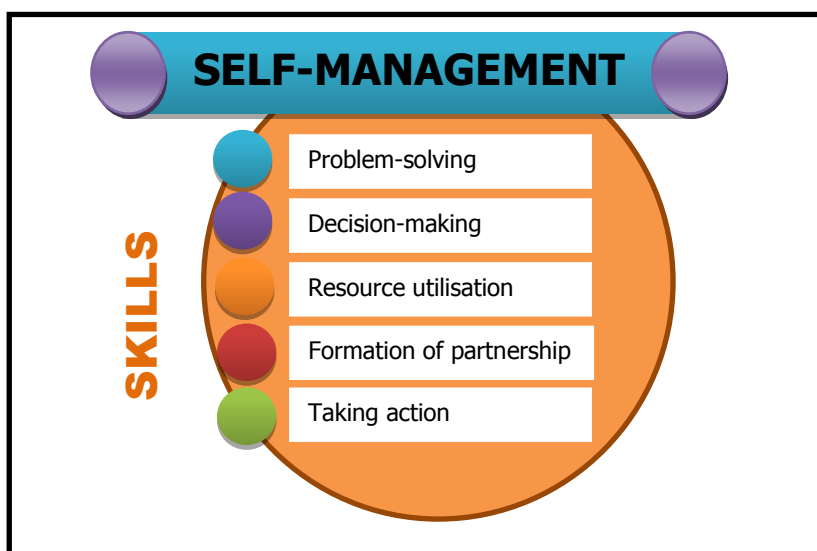 SELF-MANAGEMENT
SKILLS
Problem-solving
Decision-making
Resource utilisation
Formation of partnership
Taking action